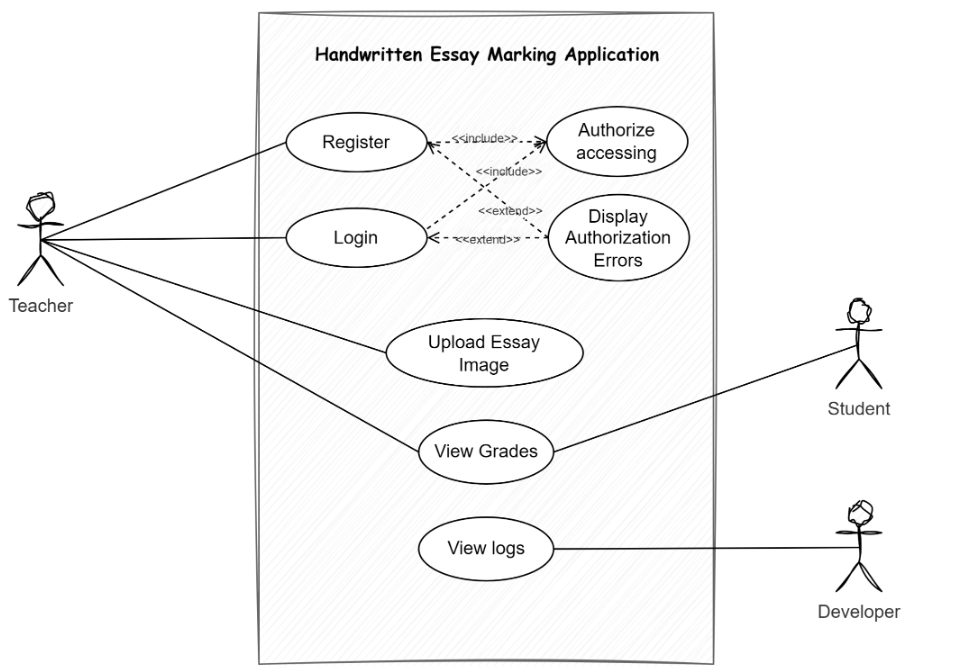 Handwritten Essay Marking Application
Register
<<include>>
Authorize
accessing
<<include>>
<<extend>>
Login
<<extend>>
Display
Authorization
Errors
Teacher
Upload Essay
Image
Student
View Grades
View logs
Developer